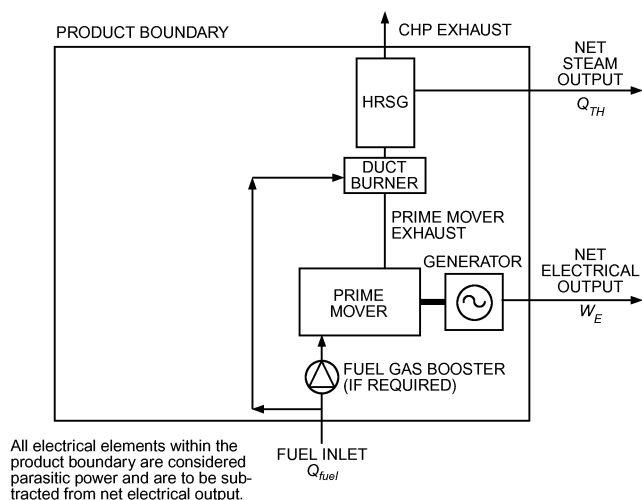 PRODUCT BOUNDARY
CHP EXHAUST
NET
STEAM
OUTPUT
Q_TH
HRSG
DUCT
BURNER
PRIME MOVER
EXHAUST
GENERATOR
NET
ELECTRICAL
OUTPUT
W_E
PRIME
MOVER
FUEL GAS BOOSTER
(IF REQUIRED)
FUEL INLET
Q_fuel
All electrical elements within the
product boundary are considered
parasitic power and are to be sub-
tracted from net electrical output.